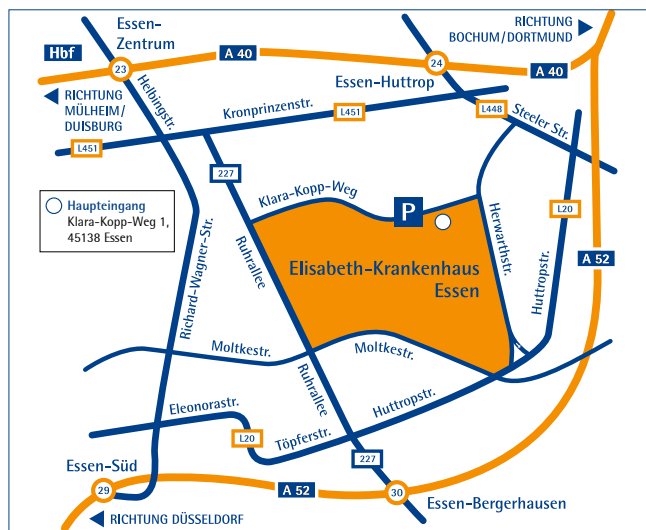 Essen-
Zentrum
Hbf
23
A 40
RICHTUNG
BOCHUM/DORTMUND
24
Essen-Huttrop
A 40
RICHTUNG
MÜLHEIM/
DUISBURG
Helbingstr.
Kronprinzenstr.
L451
L451
L448
Steeler Str.
227
L20
Haupteingang
Klara-Kopp-Weg 1,
45138 Essen
Klara-Kopp-Weg
P
Herwarthstr.
Elisabeth-Krankenhaus
Essen
Ruhrallee
Richard-Wagner-Str.
Huttropstr.
A 52
Moltkestr.
Moltkestr.
Ruhrallee
Eleonorastr.
Huttropstr.
L20
Töpferstr.
227
Essen-Süd
29
A 52
30
Essen-Bergerhausen
RICHTUNG DÜSSELDORF